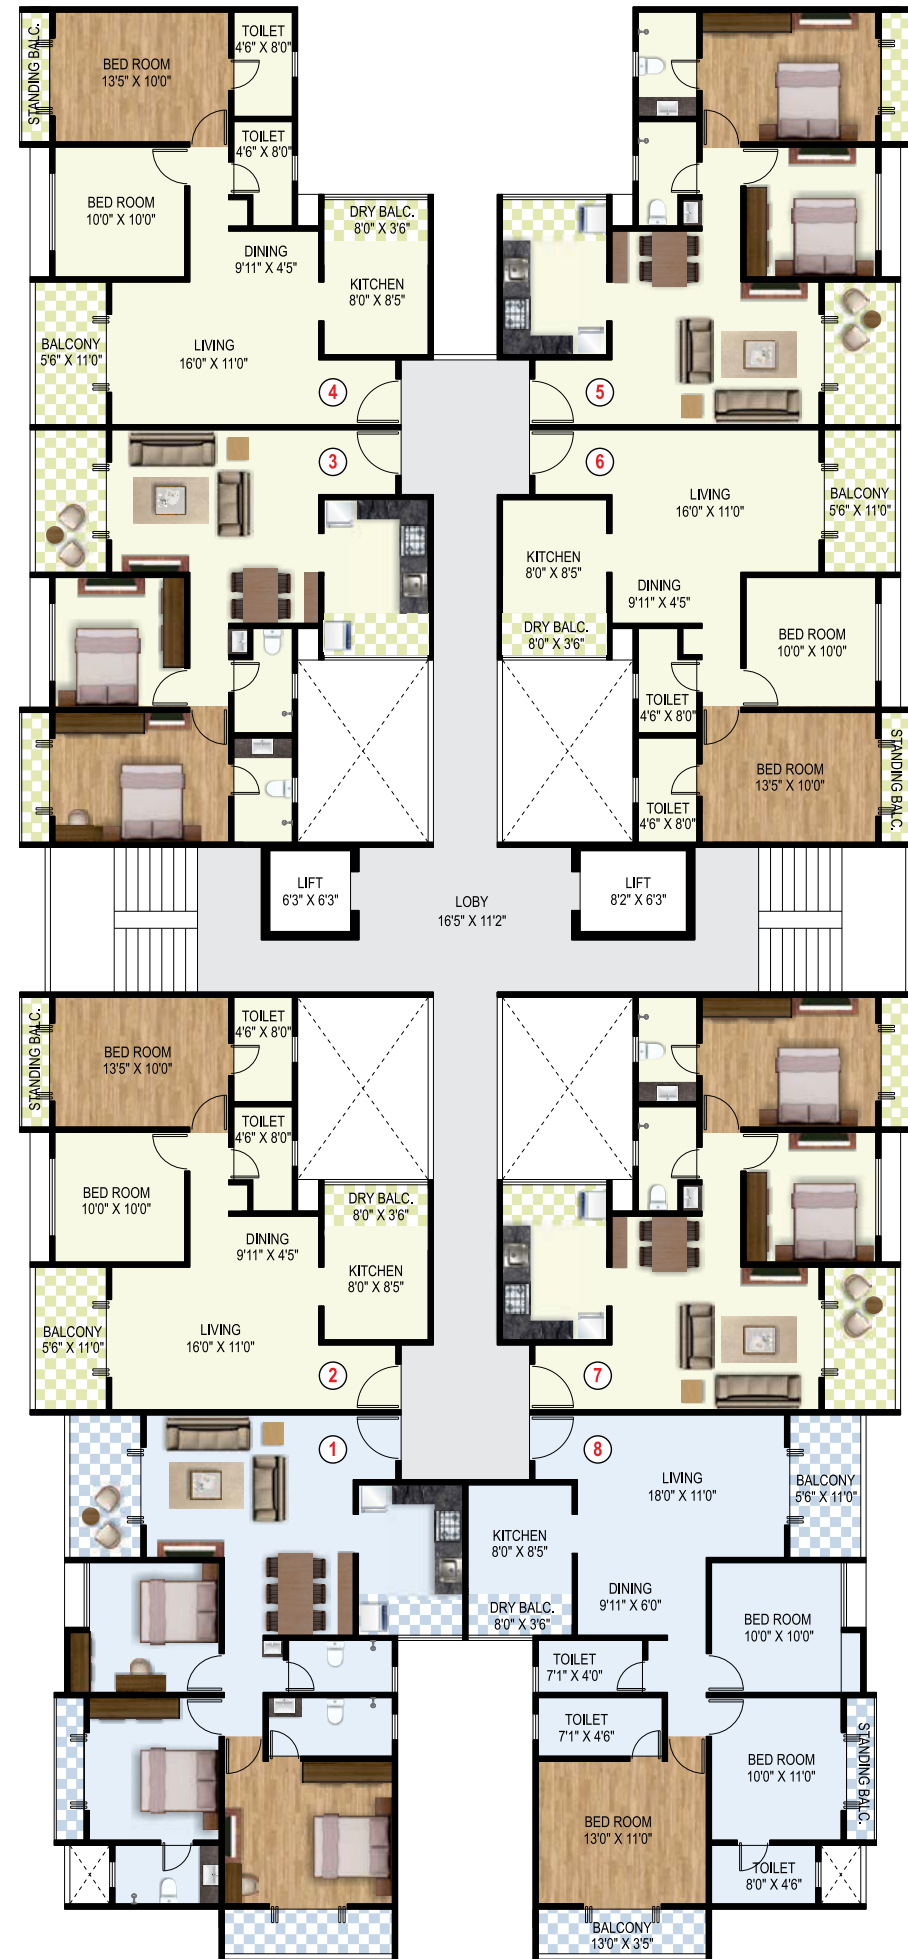 STANDING BALC.
BED ROOM
13'5" X 10'0"
TOILET
4'6" X 8'0"
TOILET
4'6" X 8'0"
BED ROOM
10'0" X 10'0"
DRY BALC.
8'0" X 3'6"
DINING
9'11" X 4'5"
KITCHEN
8'0" X 8'5"
BALCONY
5'6" X 11'0"
LIVING
16'0" X 11'0"
4
5
3
6
LIVING
16'0" X 11'0"
BALCONY
5'6" X 11'0"
KITCHEN
8'0" X 8'5"
DINING
9'11" X 4'5"
DRY BALC.
8'0" X 3'6"
BED ROOM
10'0" X 10'0"
TOILET
4'6" X 8'0"
STANDING BALC.
BED ROOM
13'5" X 10'0"
TOILET
4'6" X 8'0"
LIFT
6'3" X 6'3"
LOBY
16'5" X 11'2"
LIFT
8'2" X 6'3"
STANDING BALC.
BED ROOM
13'5" X 10'0"
TOILET
4'6" X 8'0"
TOILET
4'6" X 8'0"
BED ROOM
10'0" X 10'0"
DRY BALC.
8'0" X 3'6"
DINING
9'11" X 4'5"
KITCHEN
8'0" X 8'5"
BALCONY
5'6" X 11'0"
LIVING
16'0" X 11'0"
2
7
1
8
LIVING
18'0" X 11'0"
BALCONY
5'6" X 11'0"
KITCHEN
8'0" X 8'5"
DINING
9'11" X 6'0"
DRY BALC.
8'0" X 3'6"
BED ROOM
10'0" X 10'0"
TOILET
7'1" X 4'0"
TOILET
7'1" X 4'6"
BED ROOM
10'0" X 11'0"
STANDING BALC.
BED ROOM
13'0" X 11'0"
TOILET
8'0" X 4'6"
BALCONY
13'0" X 3'5"